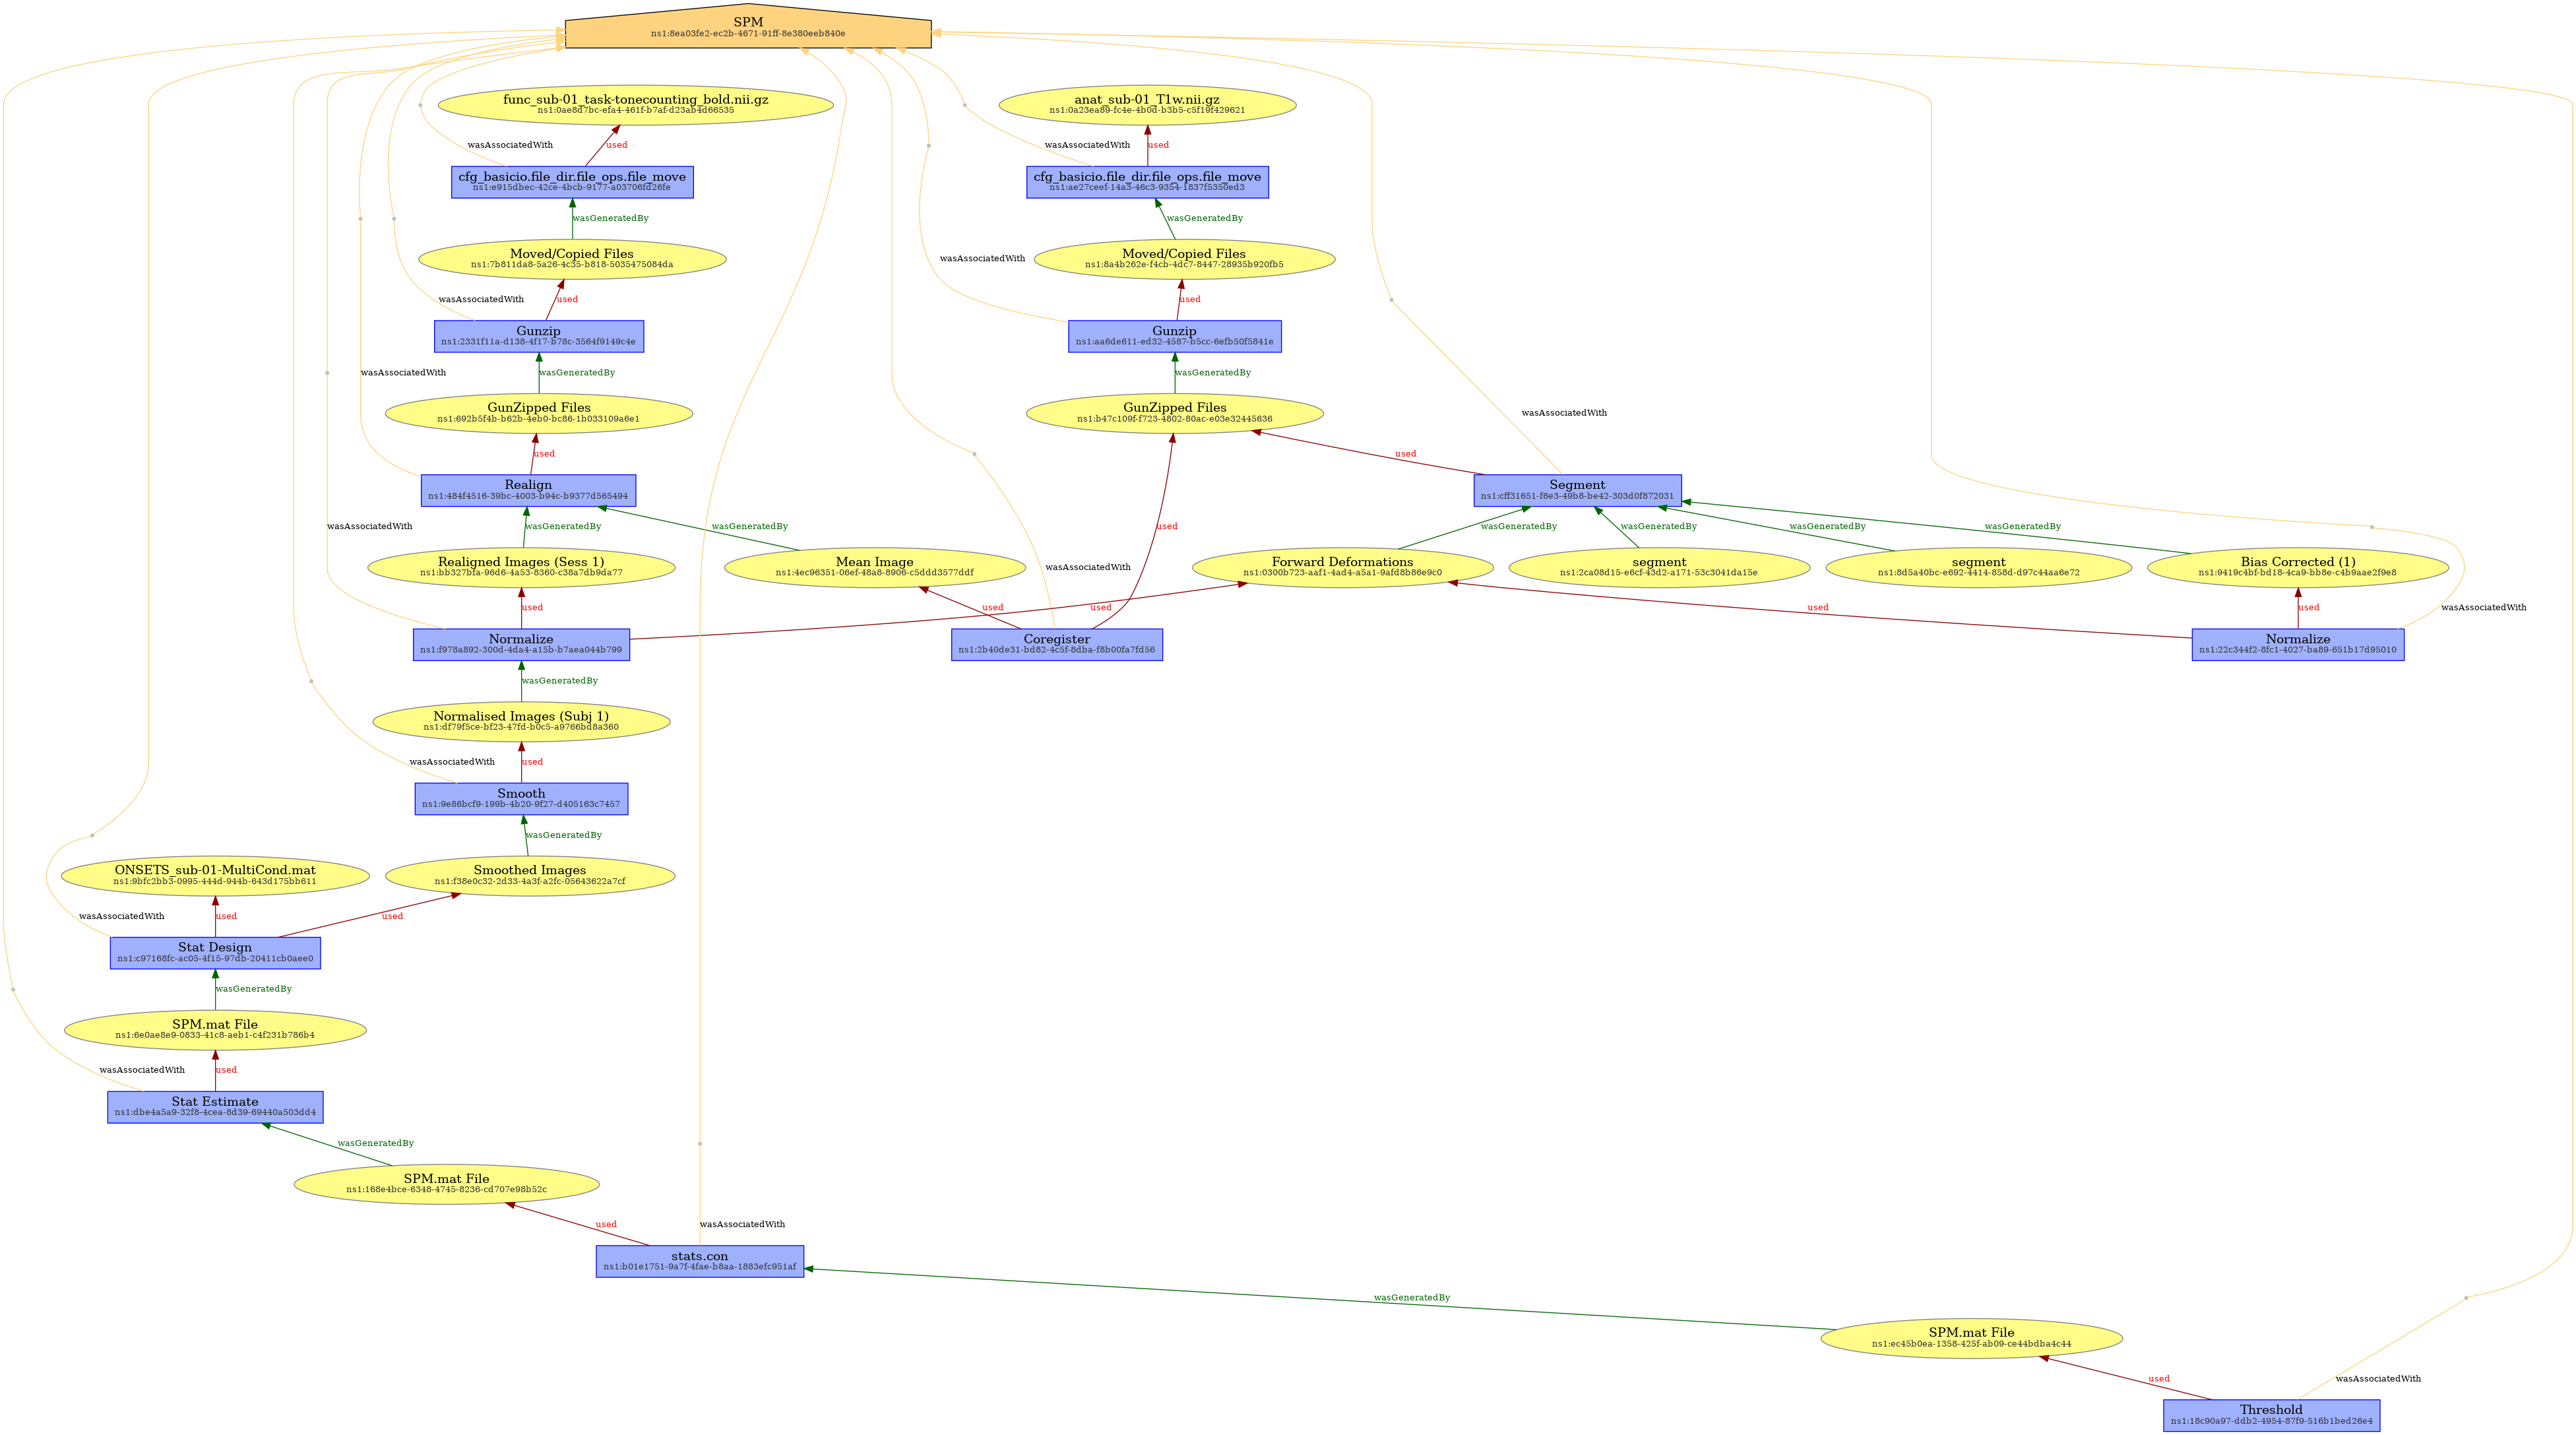 SPM
ns1:8ea03fe2-ec2b-4671-91ff-8e380eeb840e
func_sub-01_task-tonecounting_bold.nii.gz
ns1:0ae8d7bc-efa4-461f-b7af-d23ab4d66535
anat_sub-01_T1w.nii.gz
ns1:0a23ea89-fc4e-4b0d-b3b5-c5f19f429621
wasAssociatedWith
used
wasAssociatedWith
used
cfg_basicio.file_dir.file_ops.file_move
ns1:e915dbec-42ce-4bcb-9177-a03706fd26fe
cfg_basicio.file_dir.file_ops.file_move
ns1:ae27ceef-14a3-46c3-9354-1837f5350ed3
wasGeneratedBy
wasGeneratedBy
Moved/Copied Files
ns1:7b811da8-5a26-4c35-b818-5035475084da
wasAssociatedWith
Moved/Copied Files
ns1:8a4b262e-f4cb-4dc7-8447-28935b920fb5
wasAssociatedWith
used
used
Gunzip
ns1:2331f11a-d138-4f17-b78c-3564f9149c4e
Gunzip
ns1:aa6de611-ed32-4587-b5cc-6efb50f5841e
wasAssociatedWith
wasGeneratedBy
wasGeneratedBy
GunZipped Files
ns1:692b5f4b-b62b-4eb0-bc86-1b033109a6e1
GunZipped Files
ns1:b47c109f-f723-4802-80ac-e03e32445636
wasAssociatedWith
used
used
Realign
ns1:484f4516-39bc-4003-b94c-b9377d565494
Segment
ns1:cff31651-f6e3-49b8-be42-303d0f872031
wasAssociatedWith
wasGeneratedBy
wasGeneratedBy
used
wasGeneratedBy
wasGeneratedBy
wasGeneratedBy
wasGeneratedBy
Realigned Images (Sess 1)
ns1:bb327bfa-96d6-4a53-8360-c38a7db9da77
Mean Image
ns1:4ec96351-06ef-48a8-8906-c5ddd3577ddf
wasAssociatedWith
Forward Deformations
ns1:0300b723-aaf1-4ad4-a5a1-9afd8b86e9c0
segment
ns1:2ca08d15-e6cf-43d2-a171-53c3041da15e
segment
ns1:8d5a40bc-e692-4414-858d-d97c44aa6e72
Bias Corrected (1)
ns1:9419c4bf-bd18-4ca9-bb8e-c4b9aae2f9e8
used
used
used
used
used
wasAssociatedWith
Normalize
ns1:f978a892-300d-4da4-a15b-b7aea044b799
Coregister
ns1:2b40de31-bd82-4c5f-8dba-f8b00fa7fd56
Normalize
ns1:22c344f2-8fc1-4027-ba89-651b17d95010
wasGeneratedBy
Normalised Images (Subj 1)
ns1:df79f5ce-bf23-47fd-b0c5-a9766bd8a360
wasAssociatedWith
used
Smooth
ns1:9e86bcf9-199b-4b20-9f27-d405163c7457
wasGeneratedBy
ONSETS_sub-01-MultiCond.mat
ns1:9bfc2bb3-0995-444d-944b-643d175bb611
Smoothed Images
ns1:f38e0c32-2d33-4a3f-a2fc-05643622a7cf
wasAssociatedWith
used
used
Stat Design
ns1:c97168fc-ac05-4f15-97db-20411cb0aee0
wasGeneratedBy
SPM.mat File
ns1:6e0ae8e9-0833-41c8-aeb1-c4f231b786b4
wasAssociatedWith
used
Stat Estimate
ns1:dbe4a5a9-32f8-4cea-8d39-69440a503dd4
wasGeneratedBy
SPM.mat File
ns1:168e4bce-6348-4745-8236-cd707e98b52c
used
wasAssociatedWith
stats.con
ns1:b01e1751-9a7f-4fae-b8aa-1883efc951af
wasGeneratedBy
SPM.mat File
ns1:ec45b0ea-1358-425f-ab09-ce44bdba4c44
used
wasAssociatedWith
Threshold
ns1:18c90a97-ddb2-4954-87f9-516b1bed26e4